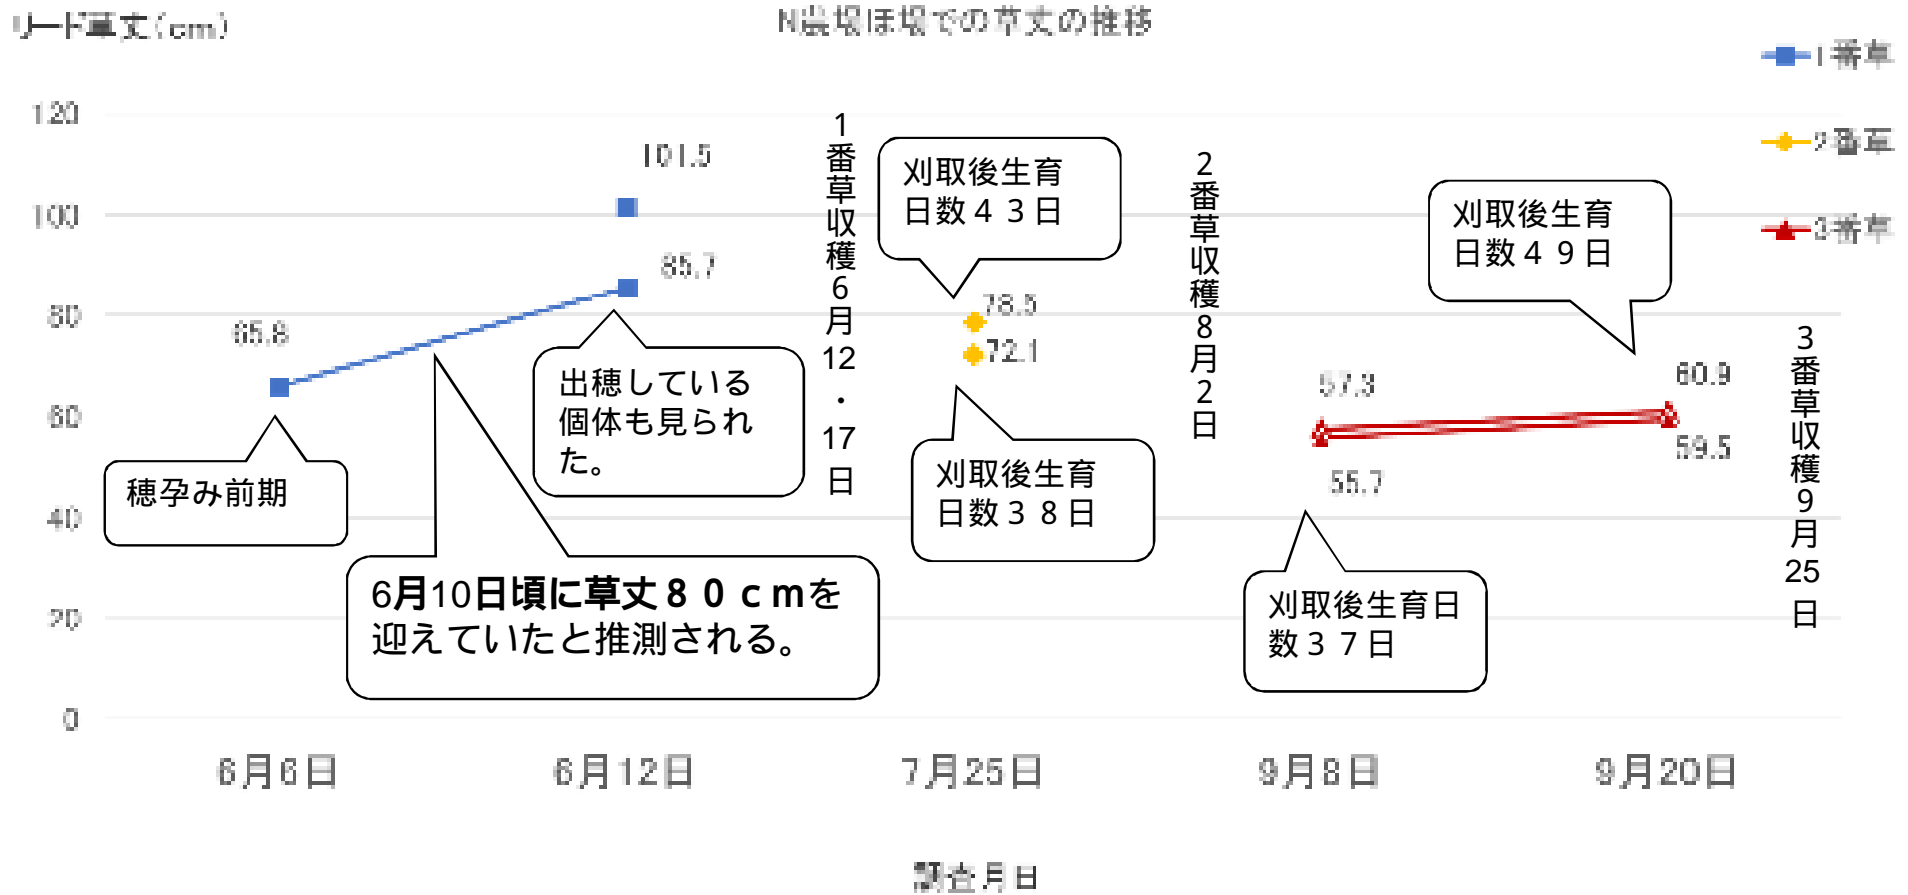 リード草丈(cm)
N農場ほ場での草丈の推移
1番草
2番草
3番草
120
100
80
60
40
20
0
65.8
101.5
85.7
78.5
72.1
57.3
55.7
60.9
59.5
穂孕み前期
出穂している
個体も見られ
た。
6月10日頃に草丈80cmを
迎えていたと推測される。
1番草収穫6月12・17日
刈取後生育
日数43日
刈取後生育
日数38日
2番草収穫8月2日
刈取後生育日
数37日
刈取後生育
日数49日
3番草収穫9月25日
6月6日
6月12日
7月25日
9月8日
9月20日
調査月日